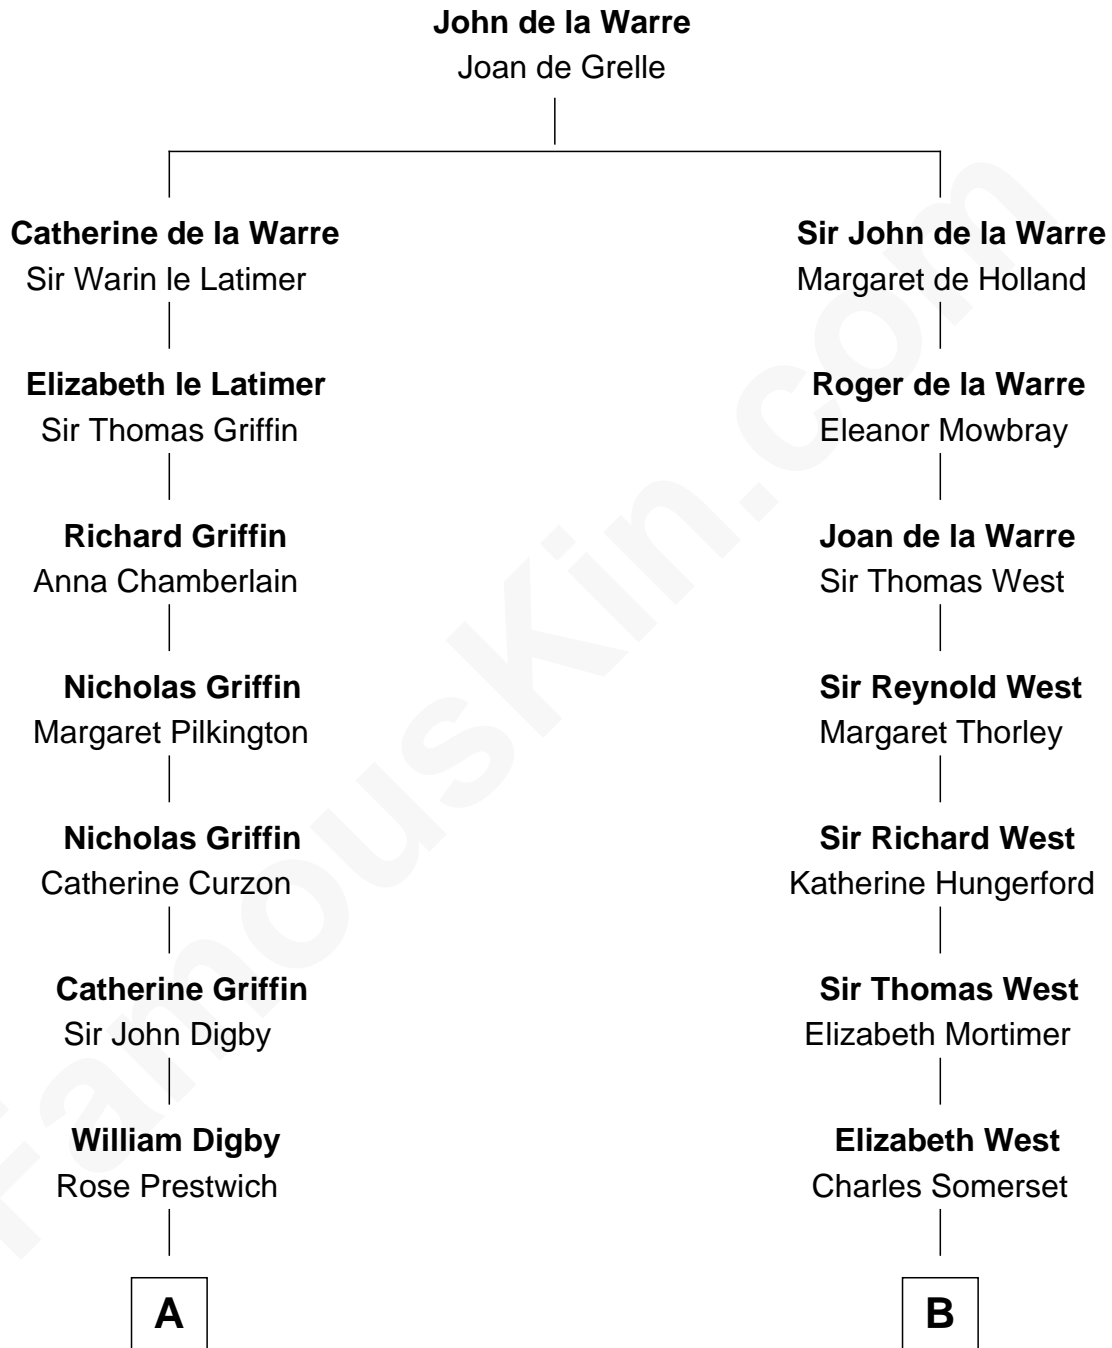 John de la Warre
Joan de Grelle
Catherine de la Warre
Sir Warin le Latimer
Sir John de la Warre
Margaret de Holland
Elizabeth le Latimer
Sir Thomas Griffin
Roger de la Warre
Eleanor Mowbray
Richard Griffin
Anna Chamberlain
Joan de la Warre
Sir Thomas West
Nicholas Griffin
Margaret Pilkington
Sir Reynold West
Margaret Thorley
Nicholas Griffin
Catherine Curzon
Sir Richard West
Katherine Hungerford
Catherine Griffin
Sir John Digby
Sir Thomas West
Elizabeth Mortimer
William Digby
Rose Prestwich
Elizabeth West
Charles Somerset
A
B
FamousKin.com